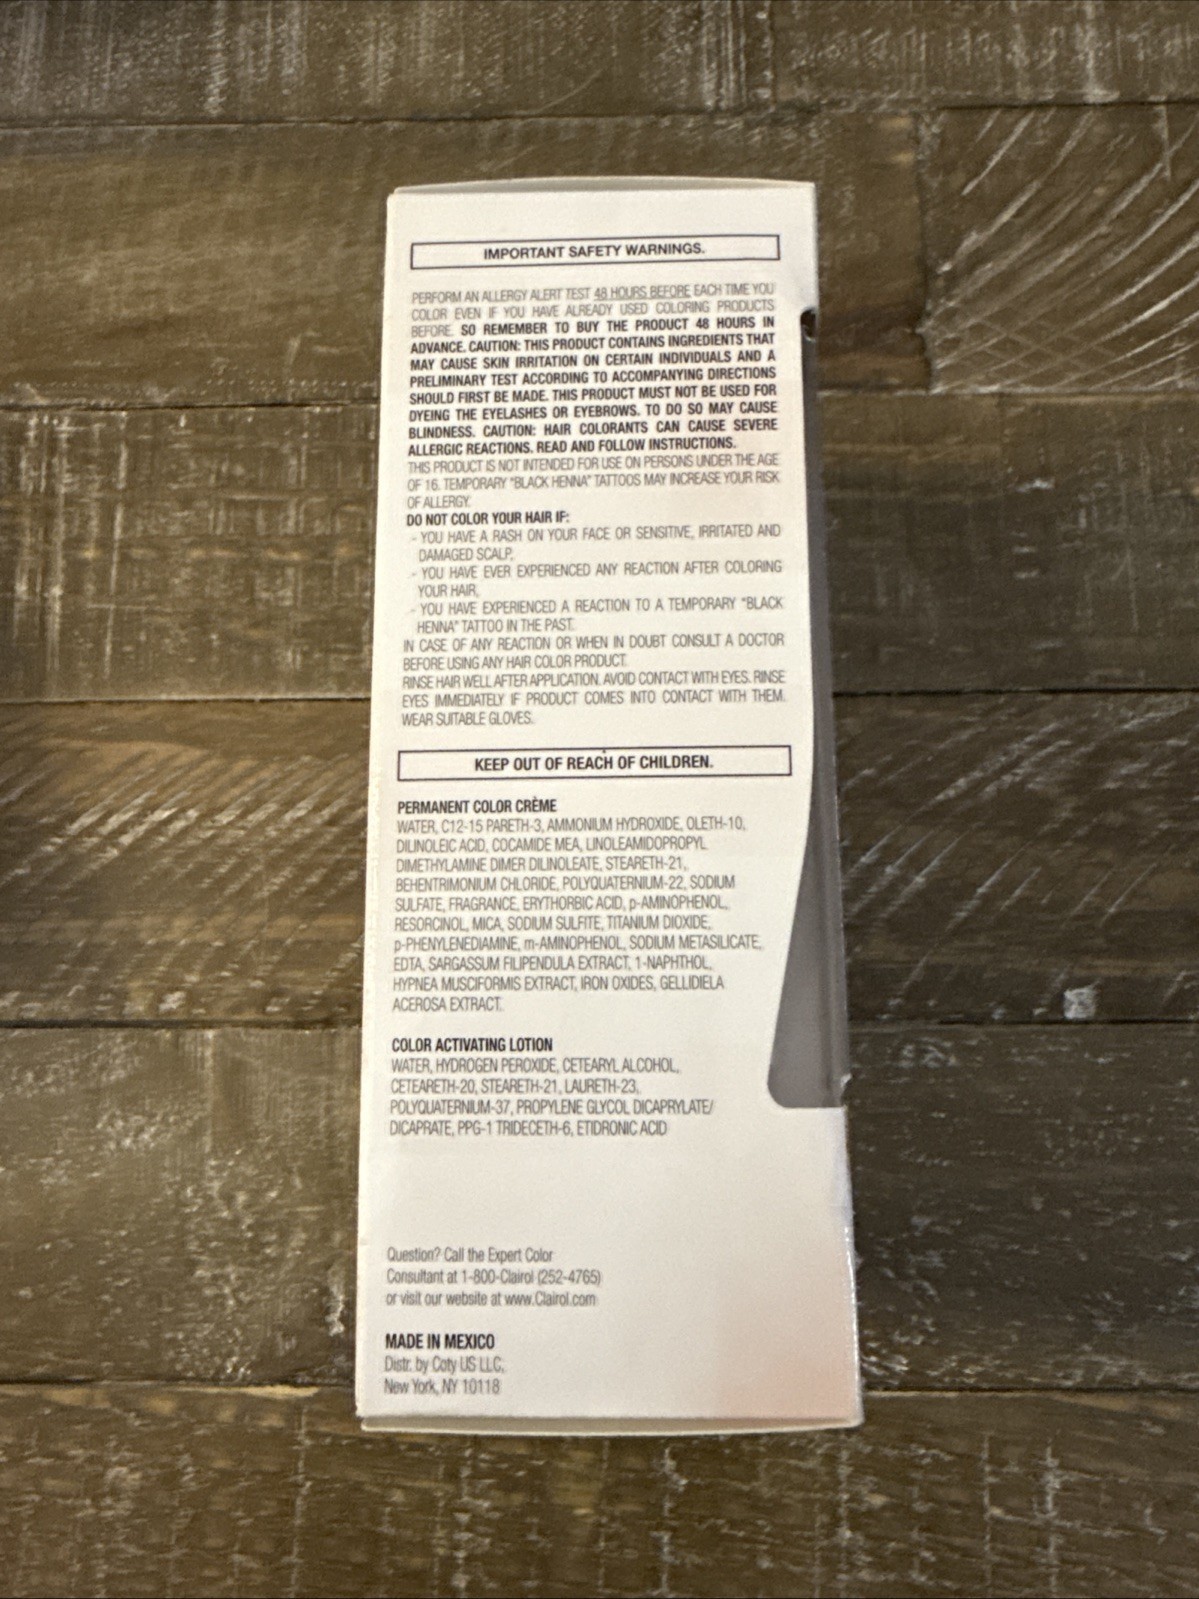 IMPORTANT SAFETY WARNINGS.
PERFORM AN ALLERGY ALERT TEST 48 HOURS BEFORE EACH TIME YOU
COLOR EVEN IF YOU HAVE ALREADY USED COLORING PRODUCTS
BEFORE. SO REMEMBER TO BUY THE PRODUCT 48 HOURS IN
ADVANCE. CAUTION: THIS PRODUCT CONTAINS INGREDIENTS THAT
MAY CAUSE SKIN IRRITATION ON CERTAIN INDIVIDUALS AND A
PRELIMINARY TEST ACCORDING TO ACCOMPANYING DIRECTIONS
SHOULD FIRST BE MADE. THIS PRODUCT MUST NOT BE USED FOR
DYEING THE EYELASHES OR EYEBROWS. TO DO SO MAY CAUSE
BLINDNESS. CAUTION: HAIR COLORANTS CAN CAUSE SEVERE
ALLERGIC REACTIONS. READ AND FOLLOW INSTRUCTIONS.
THIS PRODUCT IS NOT INTENDED FOR USE ON PERSONS UNDER THE AGE
OF 16. TEMPORARY "BLACK HENNA" TATTOOS MAY INCREASE YOUR RISK
OF ALLERGY.
DO NOT COLOR YOUR HAIR IF:
- YOU HAVE A RASH ON YOUR FACE OR SENSITIVE, IRRITATED AND
DAMAGED SCALP,
- YOU HAVE EVER EXPERIENCED ANY REACTION AFTER COLORING
YOUR HAIR,
- YOU HAVE EXPERIENCED A REACTION TO A TEMPORARY "BLACK
HENNA" TATTOO IN THE PAST.
IN CASE OF ANY REACTION OR WHEN IN DOUBT CONSULT A DOCTOR
BEFORE USING ANY HAIR COLOR PRODUCT.
RINSE HAIR WELL AFTER APPLICATION. AVOID CONTACT WITH EYES. RINSE
EYES IMMEDIATELY IF PRODUCT COMES INTO CONTACT WITH THEM.
WEAR SUITABLE GLOVES.
KEEP OUT OF REACH OF CHILDREN.
PERMANENT COLOR CRÈME
WATER, C12-15 PARETH-3, AMMONIUM HYDROXIDE, OLETH-10,
DILINOLEIC ACID, COCAMIDE MEA, LINOLEAMIDOPROPYL
DIMETHYLAMINE DIMER DILINOLEATE, STEARETH-21,
BEHENTRIMONIUM CHLORIDE, POLYQUATERNIUM-22, SODIUM
SULFATE, FRAGRANCE, ERYTHORBIC ACID, p-AMINOPHENOL,
RESORCINOL, MICA, SODIUM SULFITE, TITANIUM DIOXIDE,
p-PHENYLENEDIAMINE, m-AMINOPHENOL, SODIUM METASILICATE,
EDTA, SARGASSUM FILIPENDULA EXTRACT, 1-NAPHTHOL,
HYPNEA MUSCIFORMIS EXTRACT, IRON OXIDES, GELLIDIELA
ACEROSA EXTRACT.
COLOR ACTIVATING LOTION
WATER, HYDROGEN PEROXIDE, CETEARYL ALCOHOL,
CETEARETH-20, STEARETH-21, LAURETH-23,
POLYQUATERNIUM-37, PROPYLENE GLYCOL DICAPRYLATE/
DICAPRATE, PPG-1 TRIDECETH-6, ETIDRONIC ACID
Question? Call the Expert Color
Consultant at 1-800-Clairol (252-4765)
or visit our website at www.Clairol.com
MADE IN MEXICO
Distr. by Coty US LLC,
New York, NY 10118